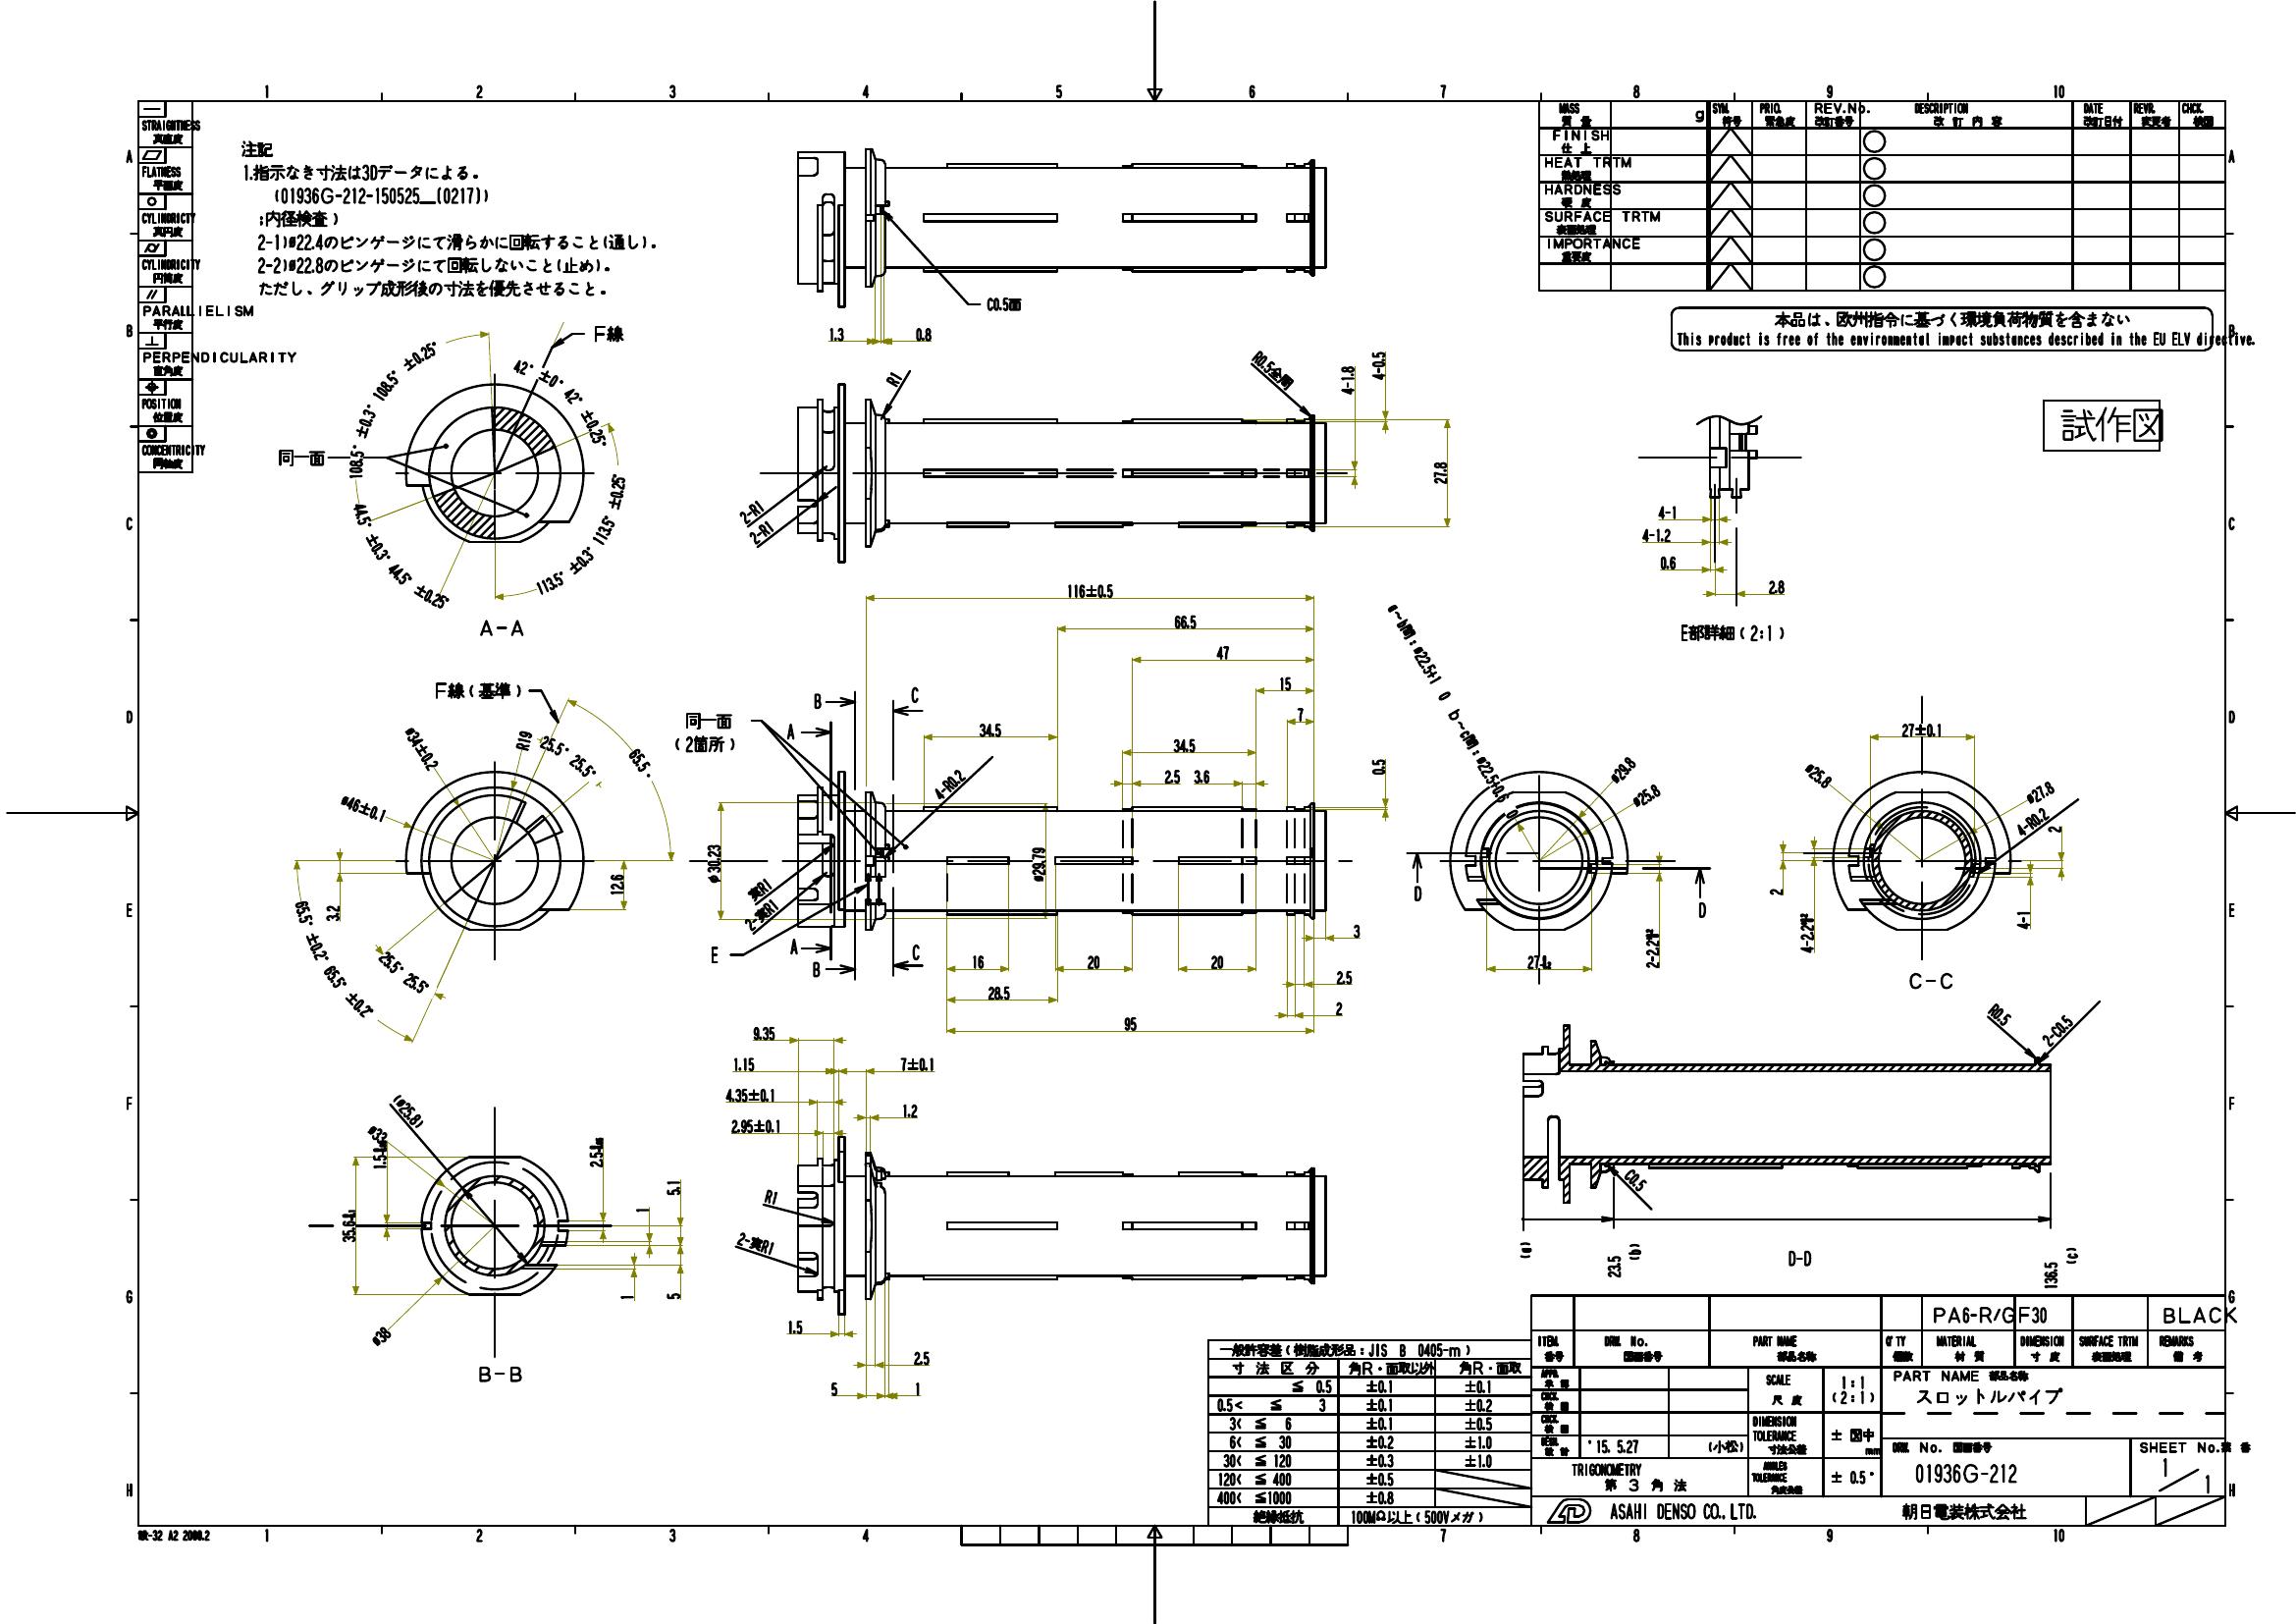 1 2 3 4 5 6 7 8 9 10
STRAIGHTNESS
真直度
FLATNESS
平面度
CYLINDRICTY
真円度
CYLINDRICITY
円筒度
PARALLIELISM
平行度
PERPENDICULARITY
直角度
POSITION
位置度
CONCENTRICITY
同軸度
注記
1.指示なき寸法は3Dデータによる。
(01936G-212-150525__(0217))
:内径検査)
2-1)ø22.4のピンゲージにて滑らかに回転すること(通し)。
2-2)ø22.8のピンゲージにて回転しないこと(止め)。
ただし、グリップ成形後の寸法を優先させること。
MASS 質量 g SYM. 符号 PRIO. 緊急度 REV.No. 改訂番号 DESCRIPTION 改訂内容 DATE 改訂日付 REVR. 変更者 CHCK. 検図
FINISH
仕上
HEAT TRTM
熱処理
HARDNESS
硬度
SURFACE TRTM
表面処理
IMPORTANCE
重要度
本品は、欧州指令に基づく環境負荷物質を含まない
This product is free of the environmental impact substances described in the EU ELV directive.
試作図
C0.5面
1.3 0.8
F線
108.5° ±0.3° 108.5° ±0.25°
42° ±0° 42° ±0.25°
同一面
44.5° ±0.3° 44.5° ±0.25°
113.5° ±0.3° 113.5° ±0.25°
A-A
R1
R0.5全周
4-1.8
4-0.5
27.8
2-R1
2-R1
4-1
4-1.2
0.6
2.8
E部詳細(2:1)
F線(基準)
ø34±0.2
R19
25.5° 25.5°
65.5°
ø46±0.1
3.2
12.6
65.5° ±0.2° 65.5° ±0.2°
25.5° 25.5°
116±0.5
66.5
47
15
7
同一面
(2箇所)
A B C
34.5
34.5
2.5 3.6
4-R0.2
0.5
ø30.23
ø29.79
実R1
2-実R1
E
A B C
16 20 20
3
2.5
28.5
2
95
a~b間:ø22.5+1 0 b~c間:ø22.5+0.6 0
ø29.8
ø25.8
D D
2-2.2
27
27±0.1
ø25.8
ø27.8
4-R0.2
2
2
4-2.2
4-1
C-C
(ø25.8)
ø33
1.5
2.5
35.6
5.1
1
1
5
ø38
B-B
9.35
1.15
7±0.1
4.35±0.1
1.2
2.95±0.1
R1
2-実R1
1.5
2.5
5 1
R0.5
2-C0.5
C0.5
(a)
23.5
(b)
D-D
136.5
(c)
一般許容差(樹脂成形品:JIS B 0405-m)
寸法区分 角R・面取以外 角R・面取
≦ 0.5 ±0.1 ±0.1
0.5< ≦ 3 ±0.1 ±0.2
3< ≦ 6 ±0.1 ±0.5
6< ≦ 30 ±0.2 ±1.0
30< ≦ 120 ±0.3 ±1.0
120< ≦ 400 ±0.5
400< ≦1000 ±0.8
絶縁抵抗 100MΩ以上(500Vメガ)
PA6-R/GF30 BLACK
ITEM. 番号 DRW. No. 図面番号 PART NAME 部品名称 Q'TY 個数 MATERIAL 材質 DIMENSION 寸度 SURFACE TRTM 表面処理 REMARKS 備考
APPR. 承認
CHCK. 検図
CHCK. 検図
DESN. 設計 '15. 5.27 (小松)
SCALE 尺度 1:1 (2:1)
DIMENSION TOLERANCE 寸法公差 ± 図中 mm
ANGLES TOLERANCE 角度公差 ± 0.5°
TRIGONOMETRY
第3角法
PART NAME 部品名称
スロットルパイプ
DRW. No. 図面番号
01936G-212
SHEET No.葉番
1/1
ASAHI DENSO CO., LTD. 朝日電装株式会社
A B C D E F G H
A B C D E F G H
1 2 3 4 7 8 9 10